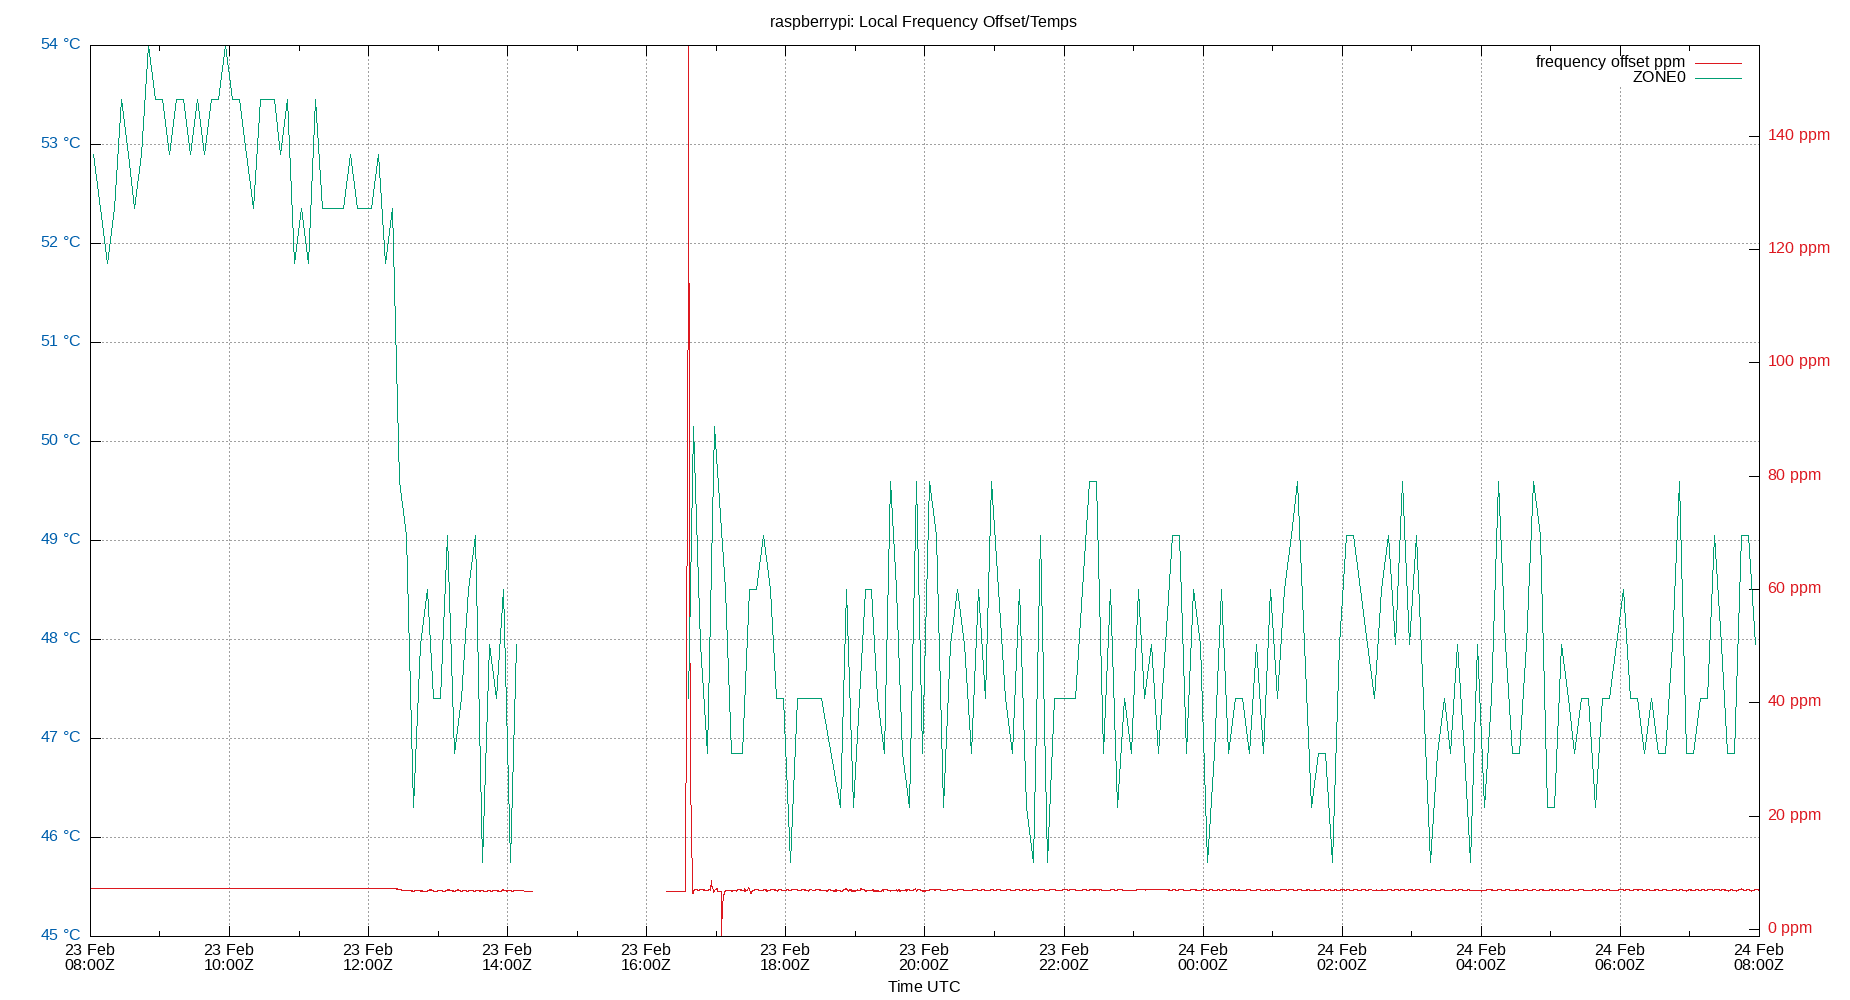 raspberrypi: Local Frequency Offset/Temps
54 °C
53 °C
52 °C
51 °C
50 °C
49 °C
48 °C
47 °C
46 °C
45 °C
frequency offset ppm
ZONE0
140 ppm
120 ppm
100 ppm
80 ppm
60 ppm
40 ppm
20 ppm
0 ppm
23 Feb 23 Feb 23 Feb 23 Feb 23 Feb 23 Feb 23 Feb 23 Feb 24 Feb 24 Feb 24 Feb 24 Feb 24 Feb
08:00Z 10:00Z 12:00Z 14:00Z 16:00Z 18:00Z 20:00Z 22:00Z 00:00Z 02:00Z 04:00Z 06:00Z 08:00Z
Time UTC